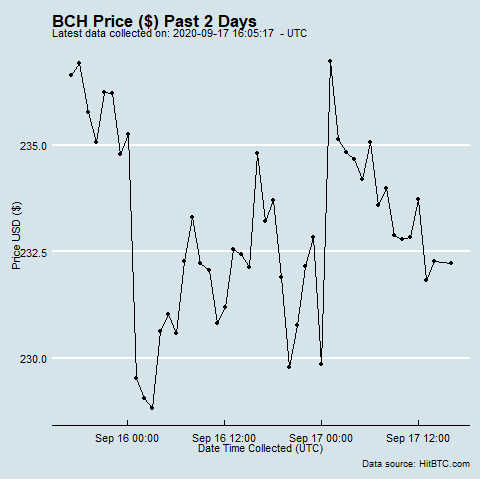 BCH Price ($) Past 2 Days
Latest data collected on: 2020-09-17 16:05:17  - UTC
Price USD ($)
235.0
232.5
230.0
Sep 16 00:00 Sep 16 12:00 Sep 17 00:00 Sep 17 12:00
Date Time Collected (UTC)
Data source: HitBTC.com